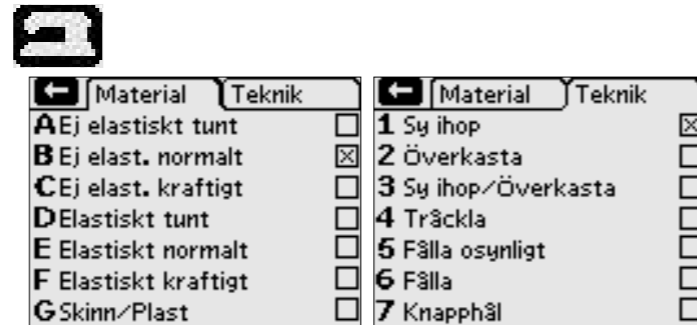 Material Teknik
A Ej elastiskt tunt
B Ej elast. normalt
C Ej elast. kraftigt
D Elastiskt tunt
E Elastiskt normalt
F Elastiskt kraftigt
G Skinn/Plast
Material Teknik
1 Sy ihop
2 Överkasta
3 Sy ihop/Överkasta
4 Tråckla
5 Fålla osynligt
6 Fålla
7 Knapphål